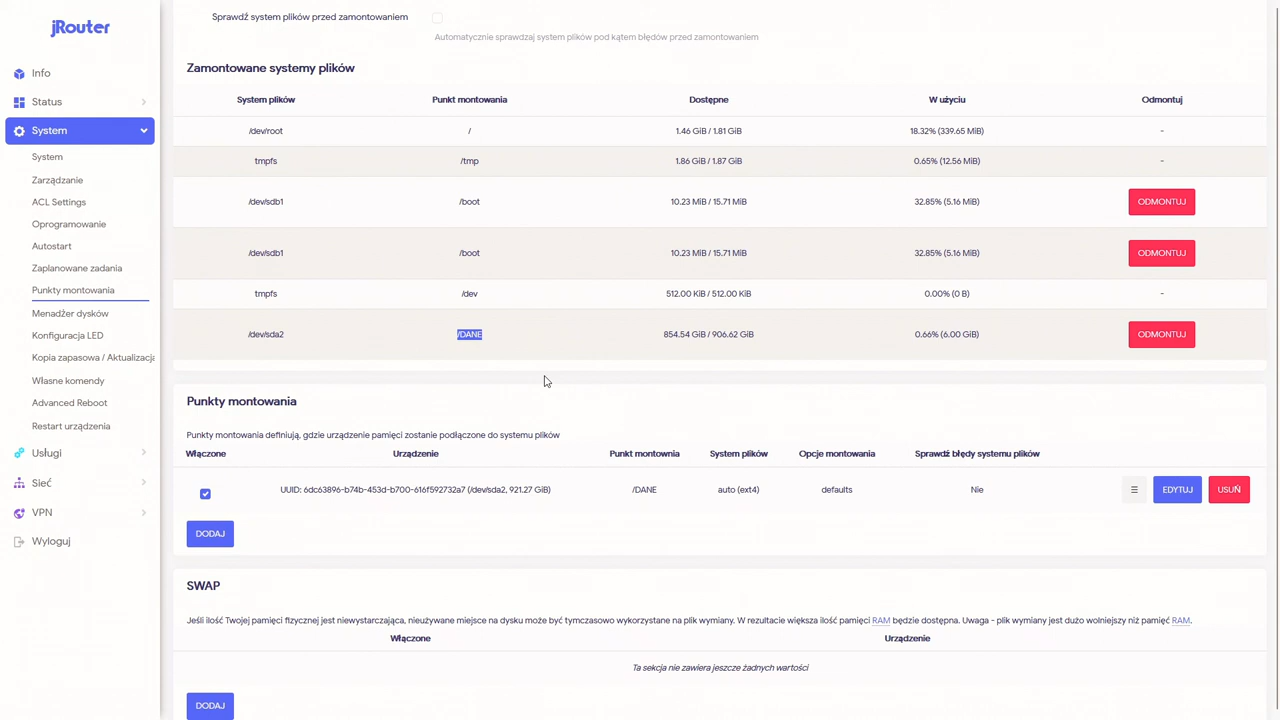 jRouter
Info
Status
System
System
Zarządzanie
ACL Settings
Oprogramowanie
Autostart
Zaplanowane zadania
Punkty montowania
Menadżer dysków
Konfiguracja LED
Kopia zapasowa / Aktualizacja
Własne komendy
Advanced Reboot
Restart urządzenia
Usługi
Sieć
VPN
Wyloguj
Sprawdź system plików przed zamontowaniem
Automatycznie sprawdzaj system plików pod kątem błędów przed zamontowaniem
Zamontowane systemy plików
System plików Punkt montowania Dostępne W użyciu Odmontuj
/dev/root / 1.46 GiB / 1.81 GiB 18.32% (339.65 MiB) -
tmpfs /tmp 1.86 GiB / 1.87 GiB 0.65% (12.56 MiB) -
/dev/sdb1 /boot 10.23 MiB / 15.71 MiB 32.85% (5.16 MiB) ODMONTUJ
/dev/sdb1 /boot 10.23 MiB / 15.71 MiB 32.85% (5.16 MiB) ODMONTUJ
tmpfs /dev 512.00 KiB / 512.00 KiB 0.00% (0 B) -
/dev/sda2 /DANE 854.54 GiB / 906.62 GiB 0.66% (6.00 GiB) ODMONTUJ
Punkty montowania
Punkty montowania definiują, gdzie urządzenie pamięci zostanie podłączone do systemu plików
Włączone Urządzenie Punkt montownia System plików Opcje montowania Sprawdź błędy systemu plików
UUID: 6dc63896-b74b-453d-b700-616f592732a7 (/dev/sda2, 921.27 GiB) /DANE auto (ext4) defaults Nie ☰ EDYTUJ USUŃ
DODAJ
SWAP
Jeśli ilość Twojej pamięci fizycznej jest niewystarczająca, nieużywane miejsce na dysku może być tymczasowo wykorzystane na plik wymiany. W rezultacie większa ilość pamięci RAM będzie dostępna. Uwaga - plik wymiany jest dużo wolniejszy niż pamięć RAM.
Włączone Urządzenie
Ta sekcja nie zawiera jeszcze żadnych wartości
DODAJ